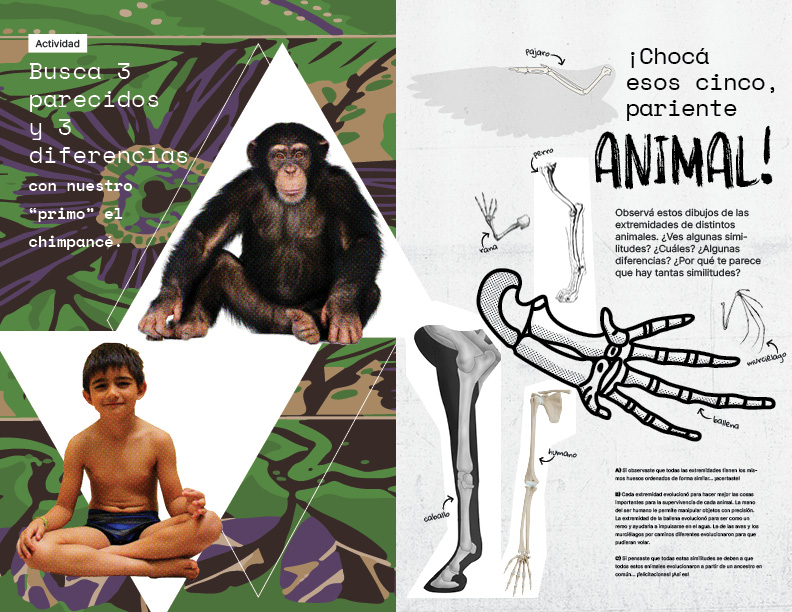 Actividad
Busca 3
parecidos
y 3
diferencias
con nuestro
“primo” el
chimpancé.
¡Chocá
esos cinco,
pariente
ANIMAL!
Observá estos dibujos de las
extremidades de distintos
animales. ¿Ves algunas simi-
litudes? ¿Cuáles? ¿Algunas
diferencias? ¿Por qué te parece
que hay tantas similitudes?
pajaro
perro
rana
murciélago
ballena
humano
caballo
A) Si observaste que todas las extremidades tienen los mis-
mos huesos ordenados de forma similar... ¡acertaste!
B) Cada extremidad evolucionó para hacer mejor las cosas
importantes para la supervivencia de cada animal. La mano
del ser humano le permite manipular objetos con precisión.
La extremidad de la ballena evolucionó para ser como un
remo y ayudarla a impulsarse en el agua. La de las aves y los
murciélagos por caminos diferentes evolucionaron para que
pudieran volar.
C) Si pensaste que todas estas similitudes se deben a que
todos estos animales evolucionaron a partir de un ancestro en
común... ¡felicitaciones! ¡Así es!